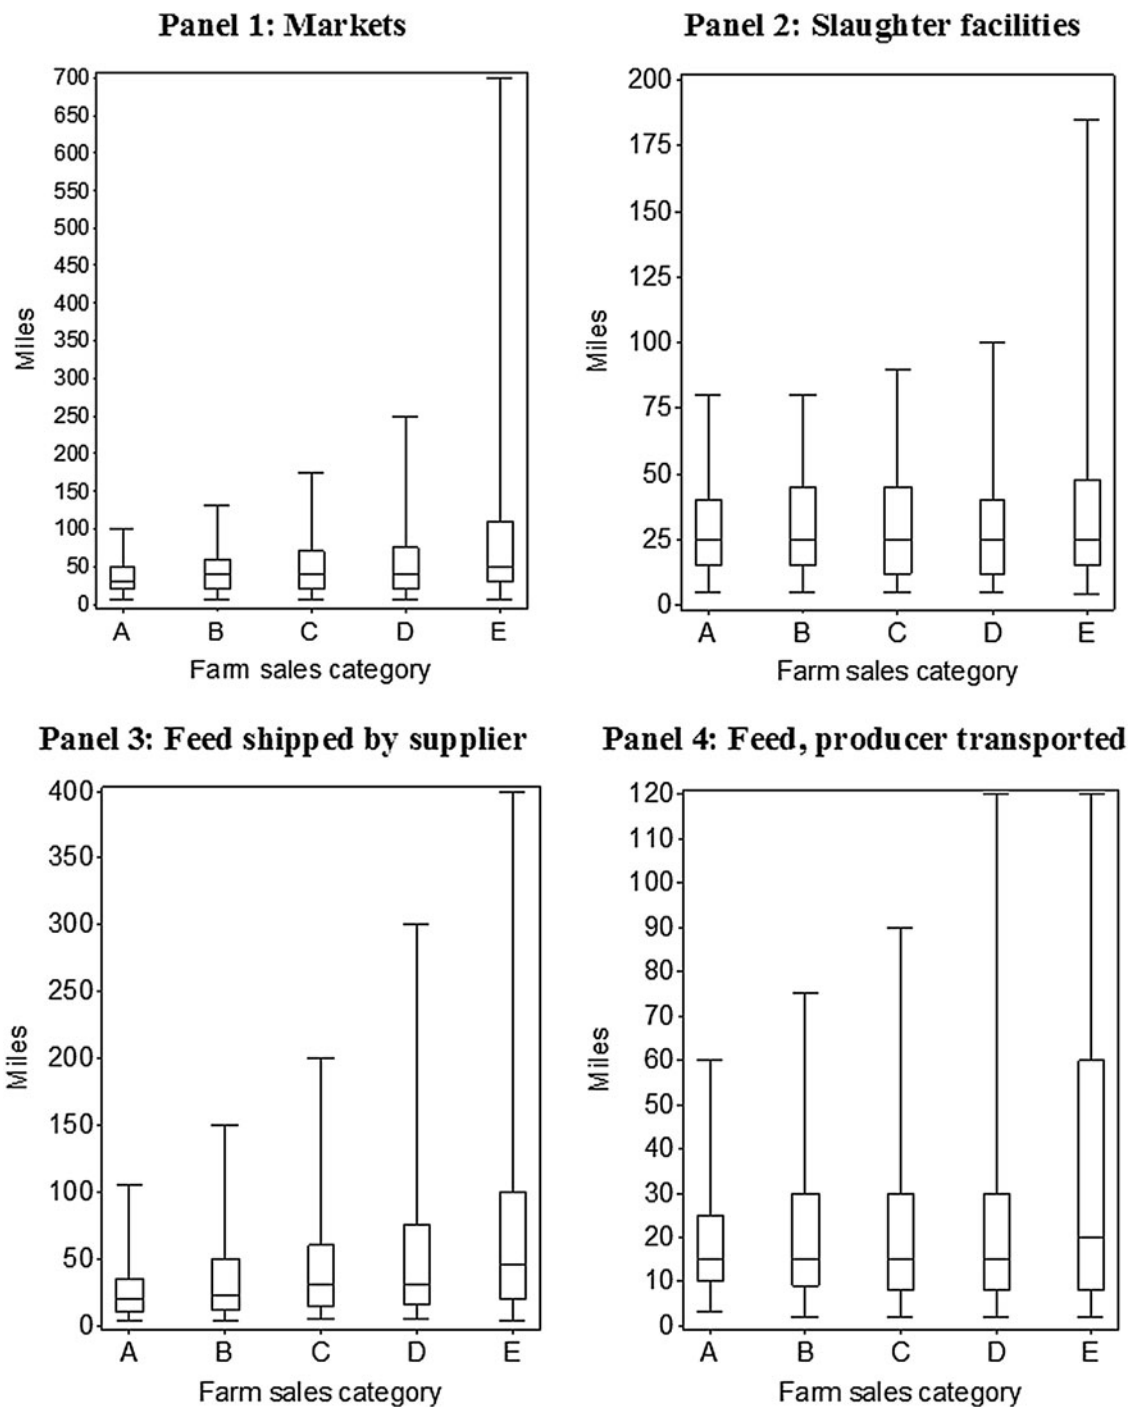 Panel 1: Markets
700
650
600
550
500
450
400
350
300
250
200
150
100
50
0
Miles
A B C D E
Farm sales category
Panel 2: Slaughter facilities
200
175
150
125
100
75
50
25
0
Miles
A B C D E
Farm sales category
Panel 3: Feed shipped by supplier
400
350
300
250
200
150
100
50
0
Miles
A B C D E
Farm sales category
Panel 4: Feed, producer transported
120
110
100
90
80
70
60
50
40
30
20
10
0
Miles
A B C D E
Farm sales category